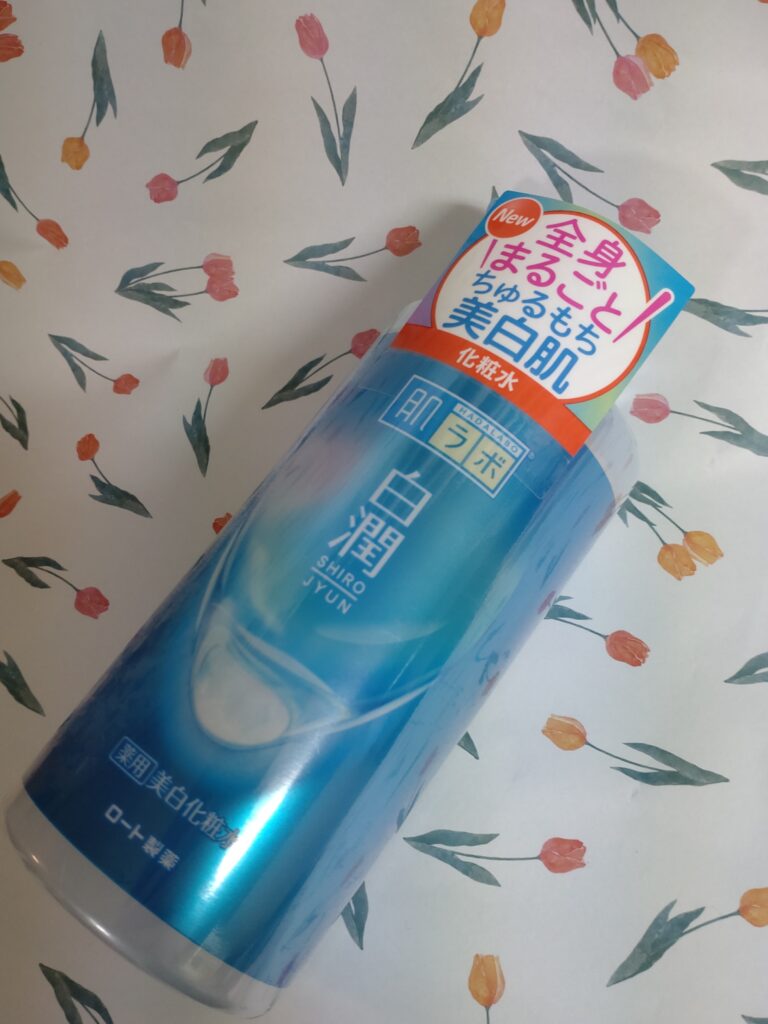 New
全身
まるごと
ちゅるもち
美白肌
化粧水
HADALABO
肌ラボ
白潤
SHIRO
JYUN
薬用 美白化粧水
ロート製薬